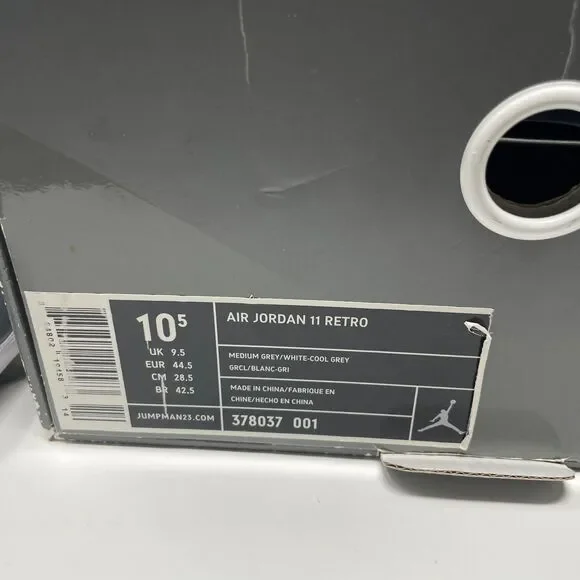 10⁵
UK 9.5
EUR 44.5
CM 28.5
BR 42.5
JUMPMAN23.COM
AIR JORDAN 11 RETRO
MEDIUM GREY/WHITE-COOL GREY
GRCL/BLANC-GRI
MADE IN CHINA/FABRIQUE EN
CHINE/HECHO EN CHINA
378037 001